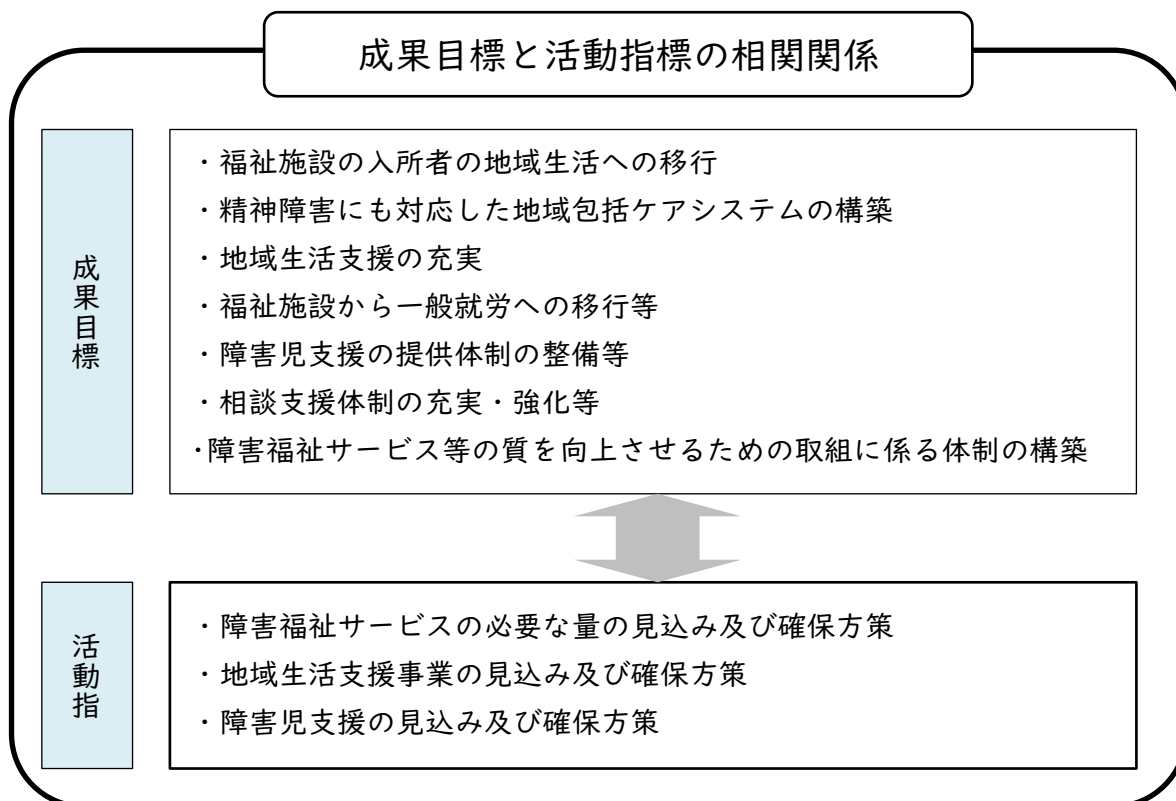 成果目標と活動指標の相関関係
成果目標
・福祉施設の入所者の地域生活への移行
・精神障害にも対応した地域包括ケアシステムの構築
・地域生活支援の充実
・福祉施設から一般就労への移行等
・障害児支援の提供体制の整備等
・相談支援体制の充実・強化等
・障害福祉サービス等の質を向上させるための取組に係る体制の構築
活動指
・障害福祉サービスの必要な量の見込み及び確保方策
・地域生活支援事業の見込み及び確保方策
・障害児支援の見込み及び確保方策